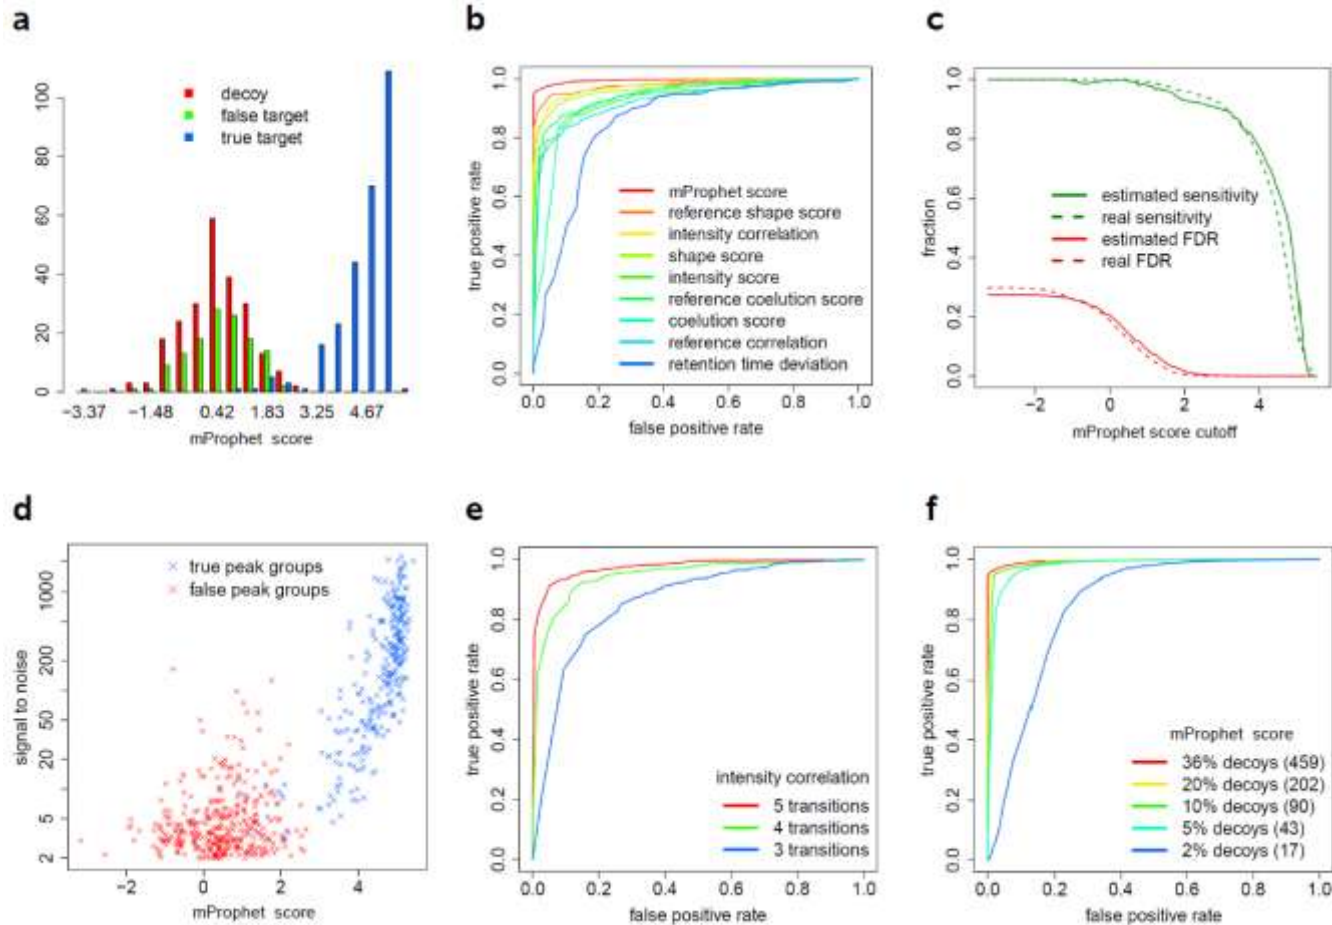 a
decoy
false target
true target
0 20 40 60 80 100
−3.37 −1.48 0.42 1.83 3.25 4.67
mProphet score
b
true positive rate
0.0 0.2 0.4 0.6 0.8 1.0
mProphet score
reference shape score
intensity correlation
shape score
intensity score
reference coelution score
coelution score
reference correlation
retention time deviation
0.0 0.2 0.4 0.6 0.8 1.0
false positive rate
c
fraction
0.0 0.2 0.4 0.6 0.8 1.0
estimated sensitivity
real sensitivity
estimated FDR
real FDR
−2 0 2 4
mProphet score cutoff
d
signal to noise
2 5 20 50 200 1000
true peak groups
false peak groups
−2 0 2 4
mProphet score
e
true positive rate
0.0 0.2 0.4 0.6 0.8 1.0
intensity correlation
5 transitions
4 transitions
3 transitions
0.0 0.2 0.4 0.6 0.8 1.0
false positive rate
f
true positive rate
0.0 0.2 0.4 0.6 0.8 1.0
mProphet score
36% decoys (459)
20% decoys (202)
10% decoys (90)
5% decoys (43)
2% decoys (17)
0.0 0.2 0.4 0.6 0.8 1.0
false positive rate